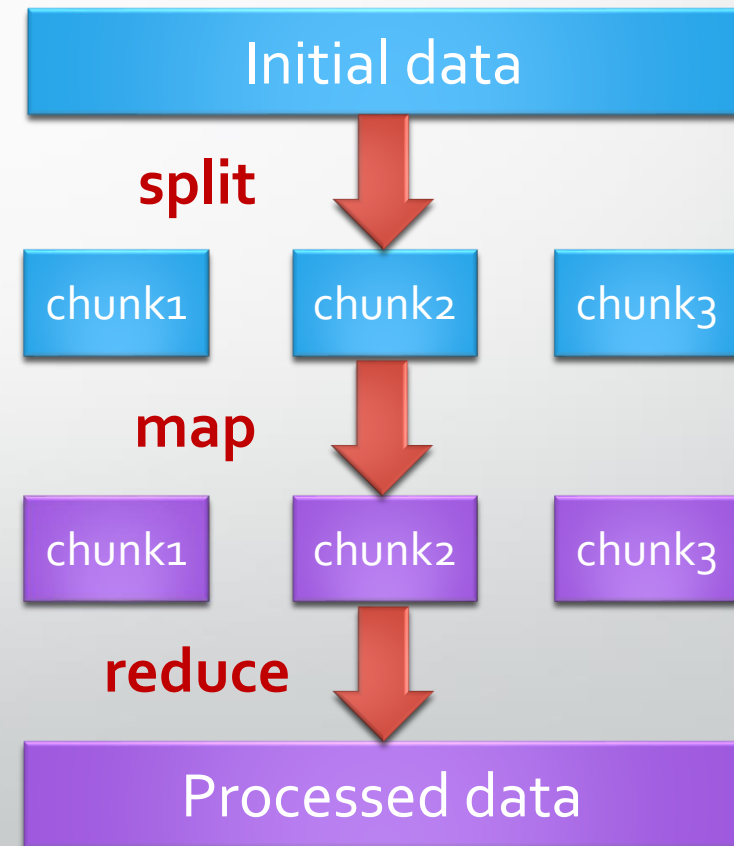 Initial data
split
chunk1 chunk2 chunk3
map
chunk1 chunk2 chunk3
reduce
Processed data